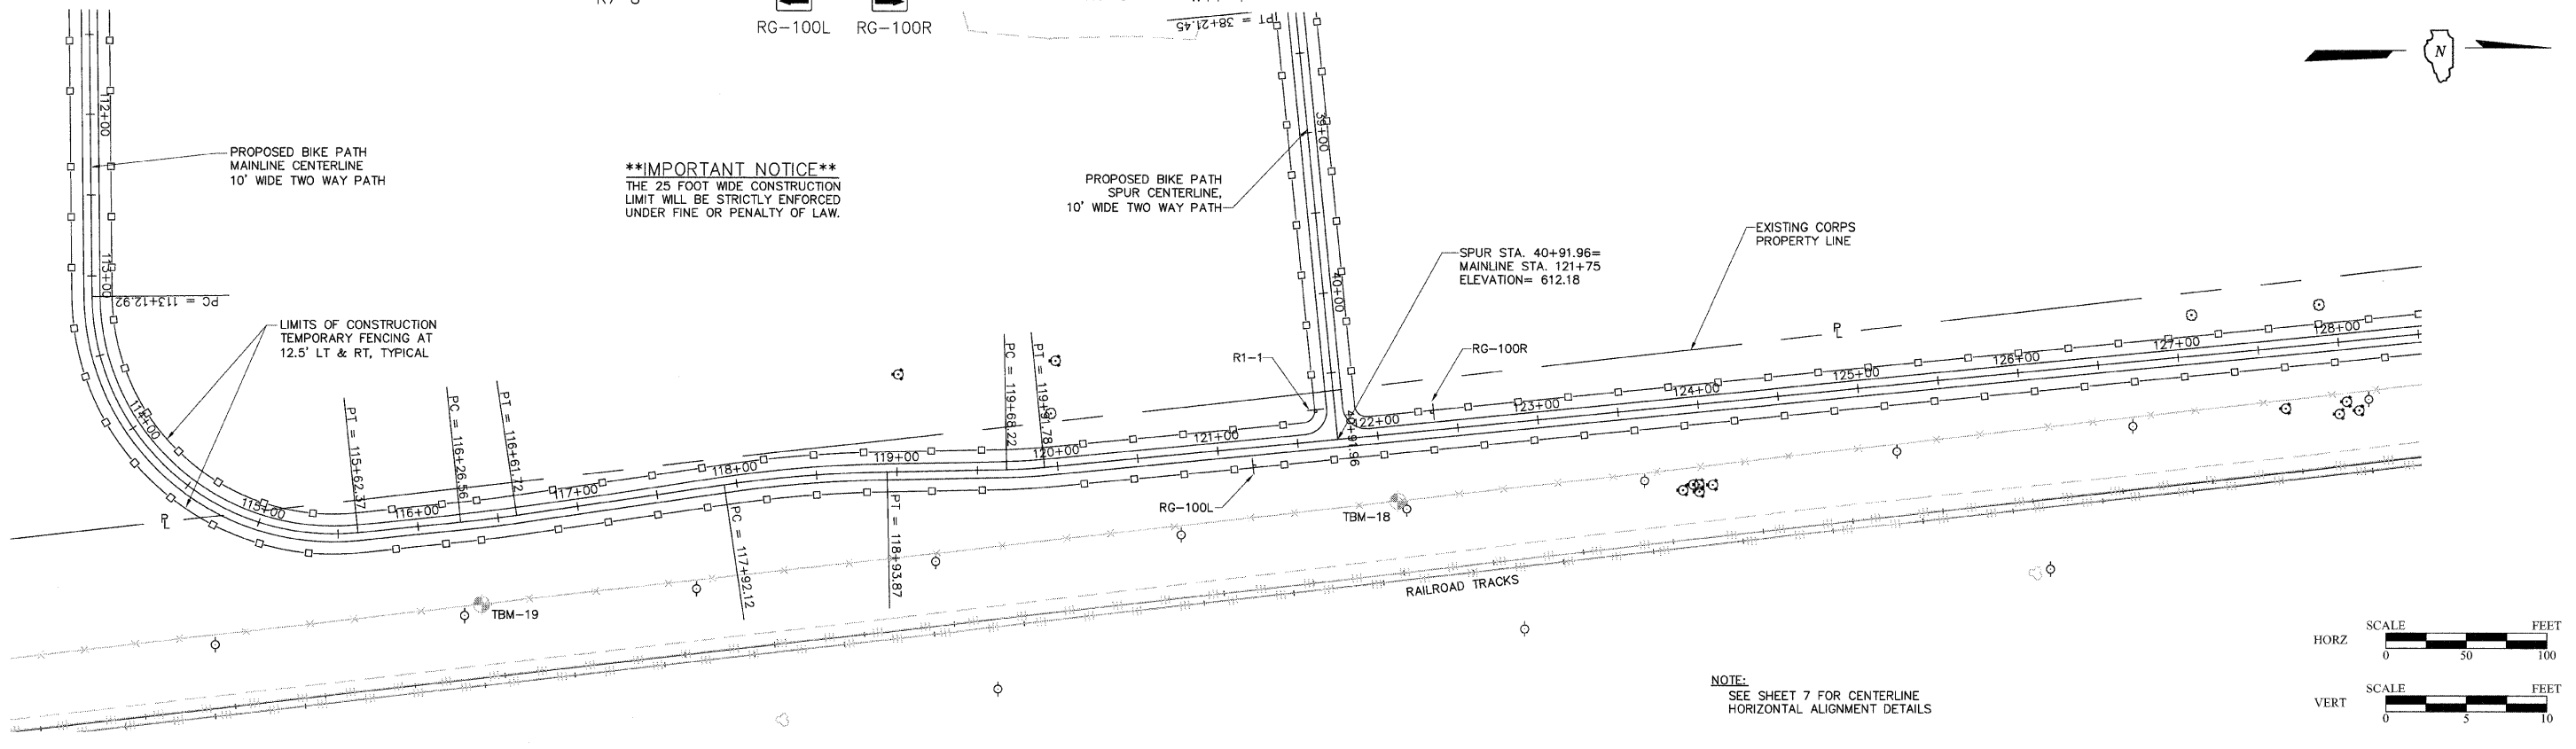 RG-100L
RG-100R
PT = 38+21.45
N
112+00
39+00
PROPOSED BIKE PATH
MAINLINE CENTERLINE
10' WIDE TWO WAY PATH
**IMPORTANT NOTICE**
THE 25 FOOT WIDE CONSTRUCTION
LIMIT WILL BE STRICTLY ENFORCED
UNDER FINE OR PENALTY OF LAW.
PROPOSED BIKE PATH
SPUR CENTERLINE,
10' WIDE TWO WAY PATH
EXISTING CORPS
PROPERTY LINE
SPUR STA. 40+91.96=
MAINLINE STA. 121+75
ELEVATION= 612.18
113+00
PC = 113+12.92
40+00
LIMITS OF CONSTRUCTION
TEMPORARY FENCING AT
12.5' LT & RT, TYPICAL
PL
R1-1
RG-100R
114+00
PT = 115+62.37
PC = 116+26.56
PT = 116+61.72
PC = 119+68.22
PT = 119+91.78
40+91.96
115+00
116+00
117+00
118+00
119+00
120+00
121+00
122+00
123+00
124+00
125+00
126+00
127+00
128+00
PL
PC = 117+92.12
PT = 118+93.87
RG-100L
TBM-18
TBM-19
RAILROAD TRACKS
NOTE:
SEE SHEET 7 FOR CENTERLINE
HORIZONTAL ALIGNMENT DETAILS
SCALE FEET
HORZ
0 50 100
SCALE FEET
VERT
0 5 10